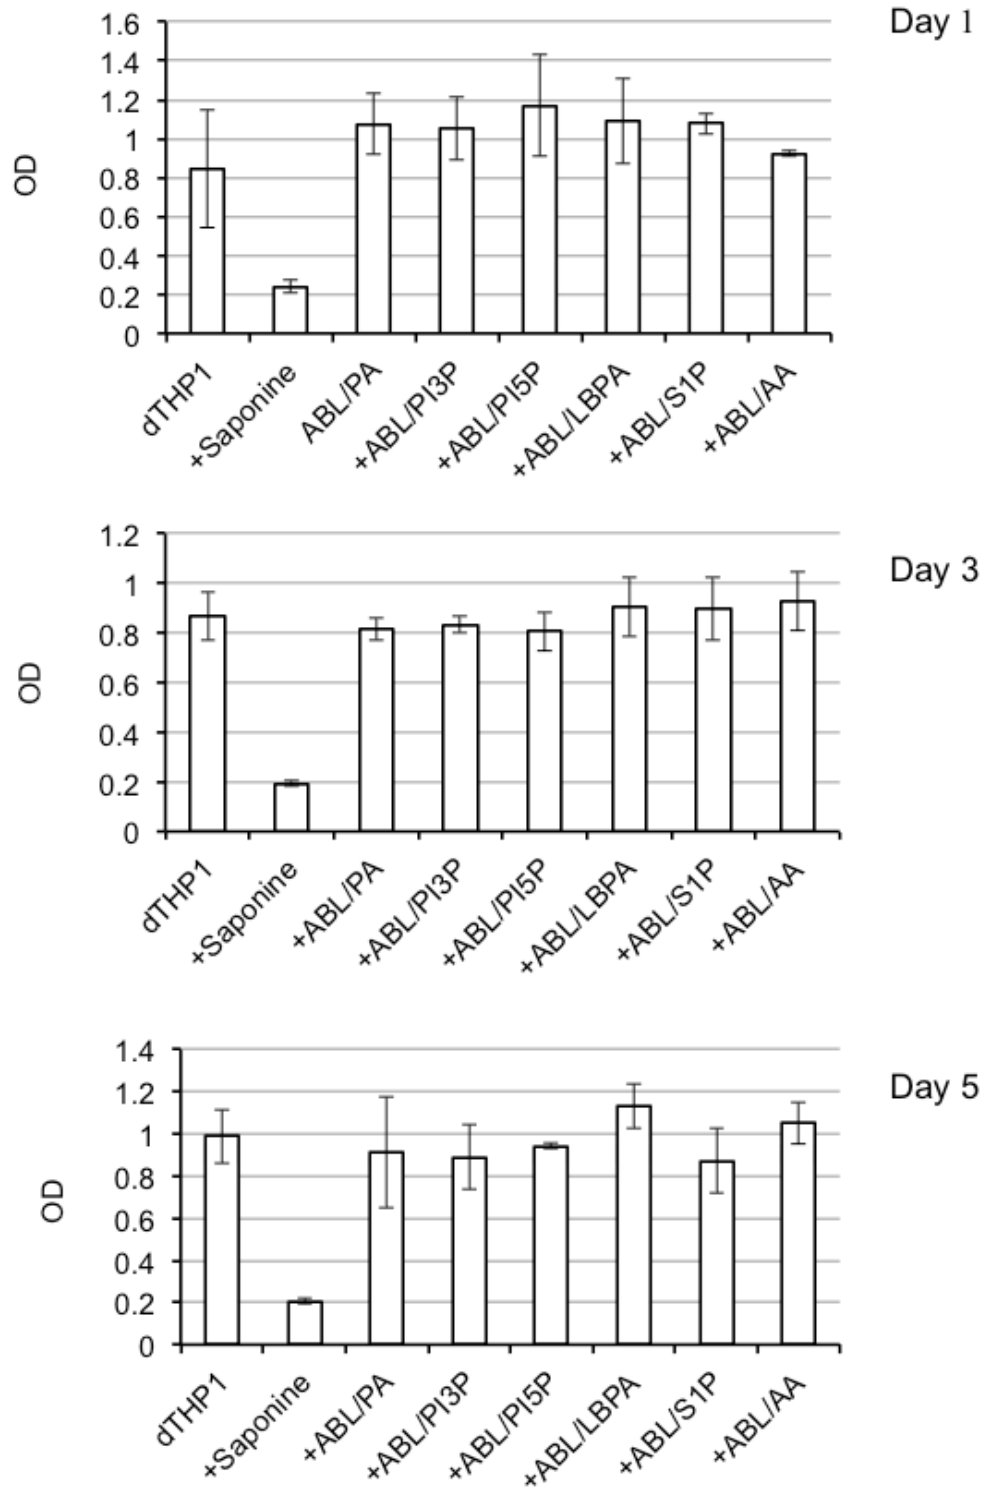 Day 1
1.6
1.4
1.2
1
0.8
0.6
0.4
0.2
0
OD
dTHP1
+Saponine
ABL/PA
+ABL/PI3P
+ABL/PI5P
+ABL/LBPA
+ABL/S1P
+ABL/AA
Day 3
1.2
1
0.8
0.6
0.4
0.2
0
OD
dTHP1
+Saponine
+ABL/PA
+ABL/PI3P
+ABL/PI5P
+ABL/LBPA
+ABL/S1P
+ABL/AA
Day 5
1.4
1.2
1
0.8
0.6
0.4
0.2
0
OD
dTHP1
+Saponine
+ABL/PA
+ABL/PI3P
+ABL/PI5P
+ABL/LBPA
+ABL/S1P
+ABL/AA